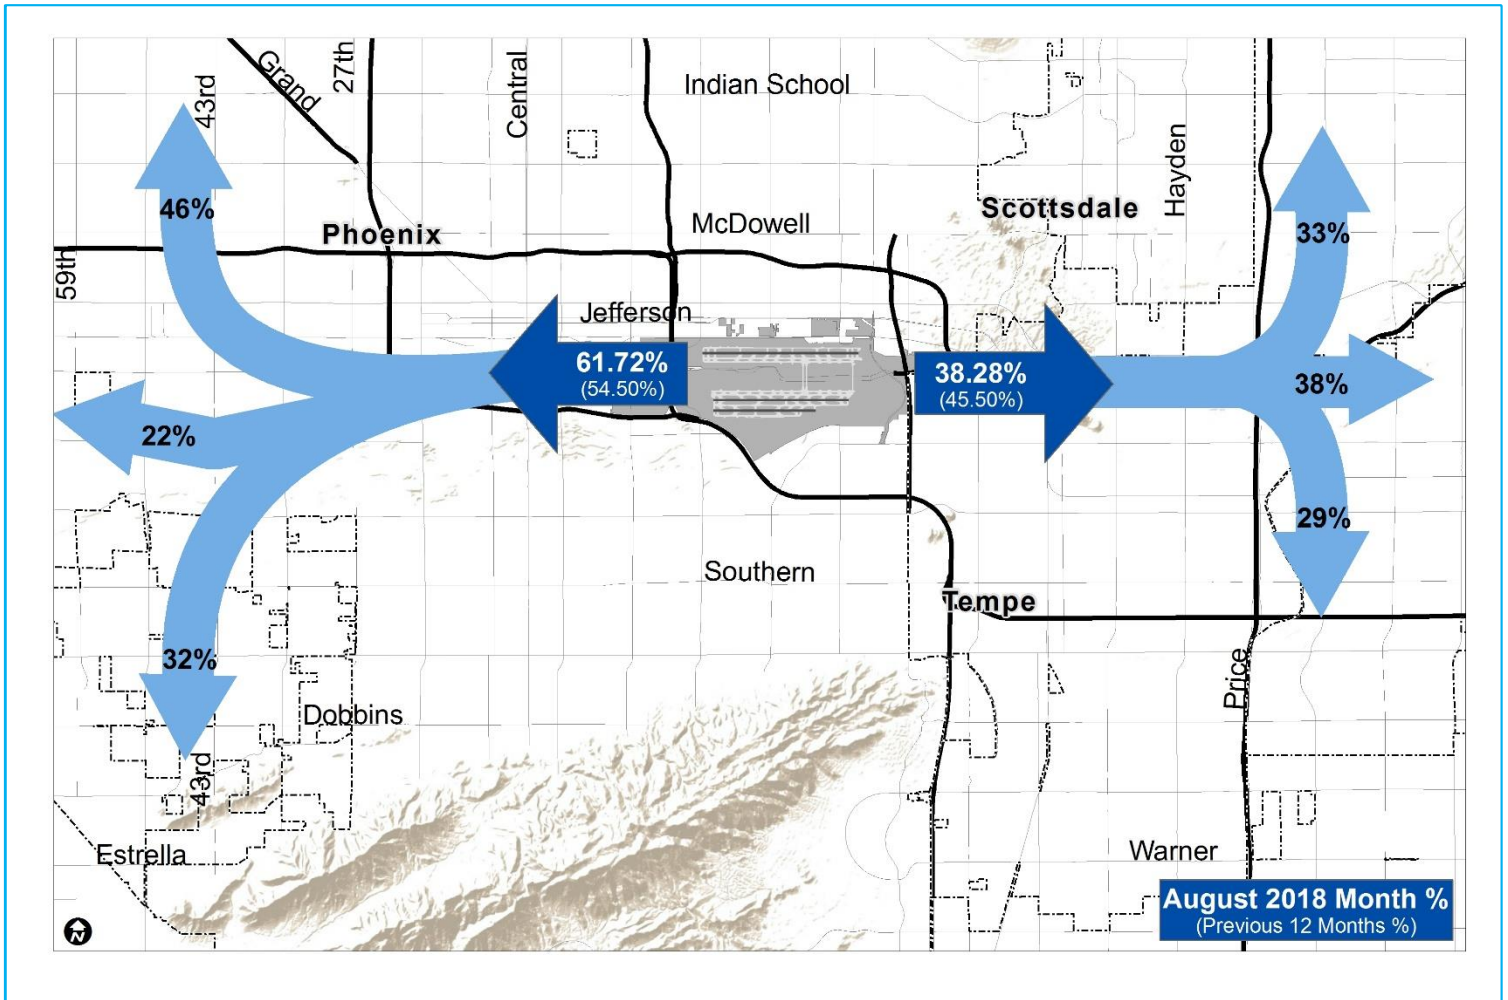 Grand
43rd
27th
Central
Indian School
Hayden
46%
Phoenix
McDowell
Scottsdale
33%
59th
Jefferson
61.72%
(54.50%)
38.28%
(45.50%)
38%
22%
29%
Southern
Tempe
32%
Price
Dobbins
43rd
Estrella
Warner
August 2018 Month %
(Previous 12 Months %)
N